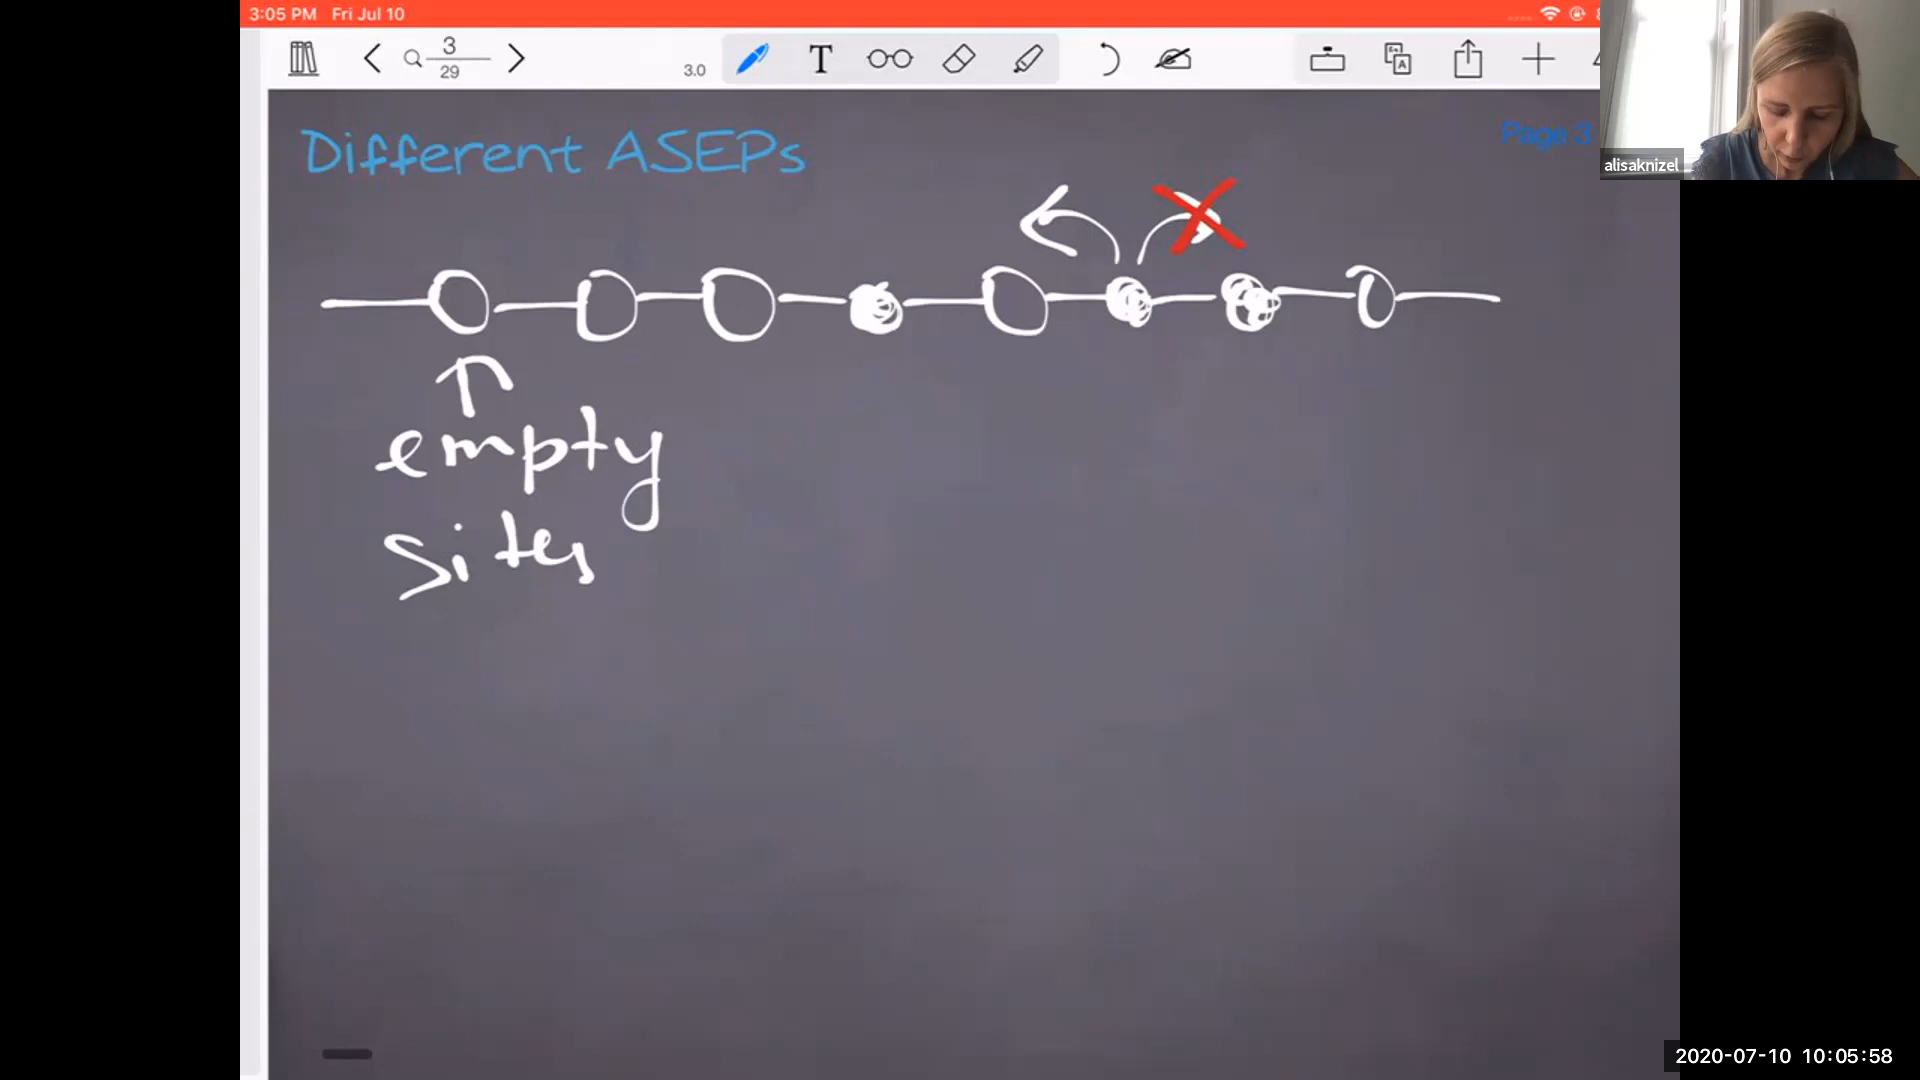 3:05 PM Fri Jul 10
3
29
3.0
T
A
Different ASEPs
Page 3
alisaknizel
empty
sites
2020-07-10 10:05:58